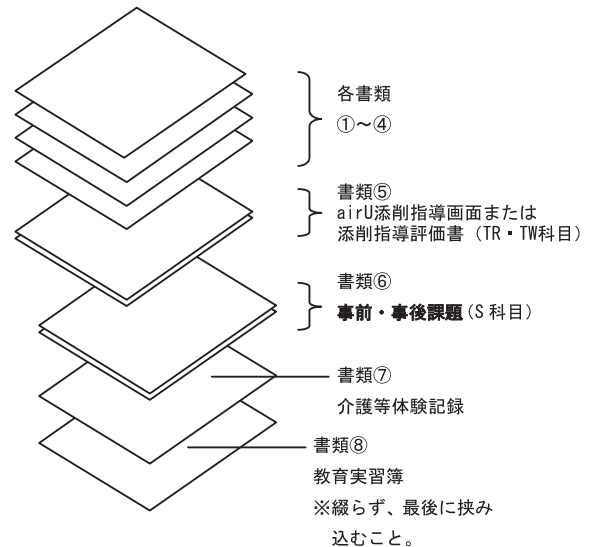 各書類
①～④
書類⑤
airU添削指導画面または
添削指導評価書（TR・TW科目）
書類⑥
事前・事後課題（S科目）
書類⑦
介護等体験記録
書類⑧
教育実習簿
※綴らず、最後に挟み
込むこと。